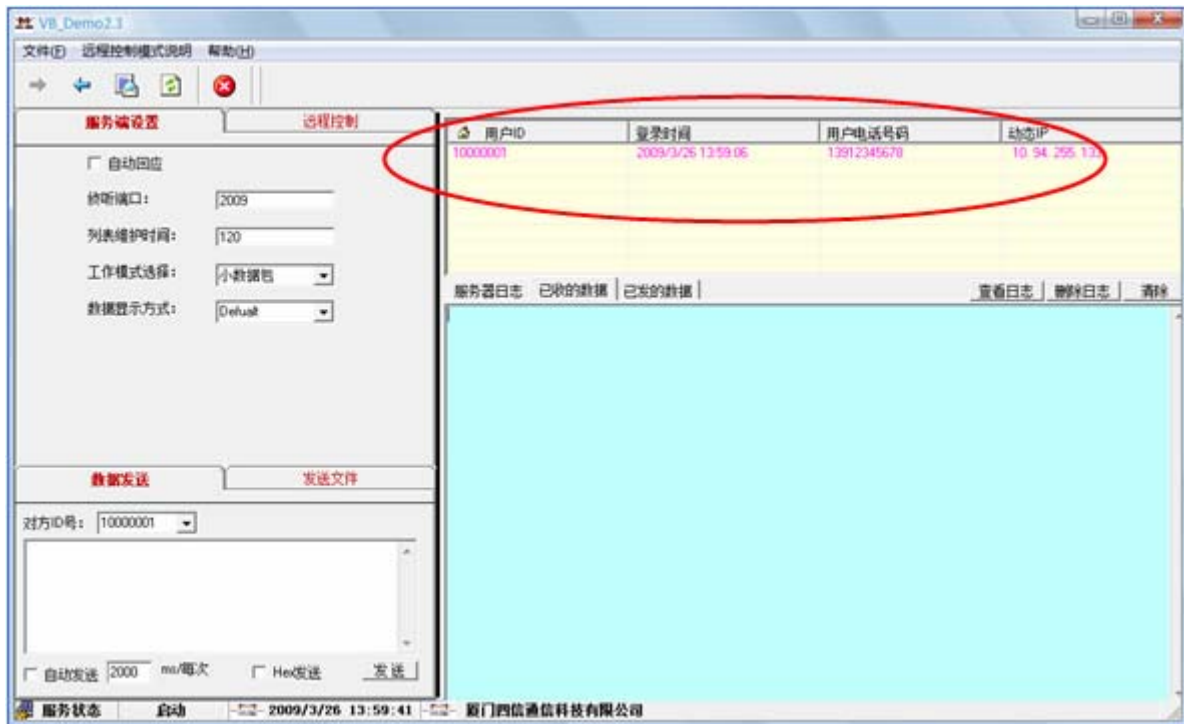 VB_Demo2.1
文件(F) 远程控制模式说明 帮助(H)
服务端设置 远程控制
自动回应
侦听端口: 2009
列表维护时间: 120
工作模式选择: 小数据包
数据显示方式: Defualt
数据发送 发送文件
对方ID号: 10000001
自动发送 2000 ms/每次 Hex发送 发送
用户ID 登录时间 用户电话号码 动态IP
10000001 2009/3/26 13:59:06 13912345678 10.94.255.133
服务器日志 已收的数据 已发的数据 查看日志 删除日志 清除
服务状态 启动 2009/3/26 13:59:41 厦门四信通信科技有限公司